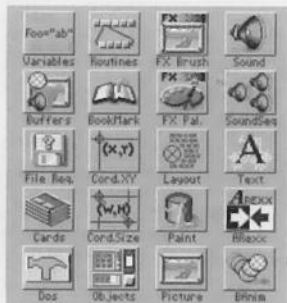 Foo="ab"
FX
Variables Routines FX Brush Sound
Buffers BookMark FX Pal. SoundSeq
(X,Y)
A
File Req. Cord.XY Layout Text
(W,H)
AREXX
Cards Cord.Size Paint ARexx
Dos Objects Picture BAnim